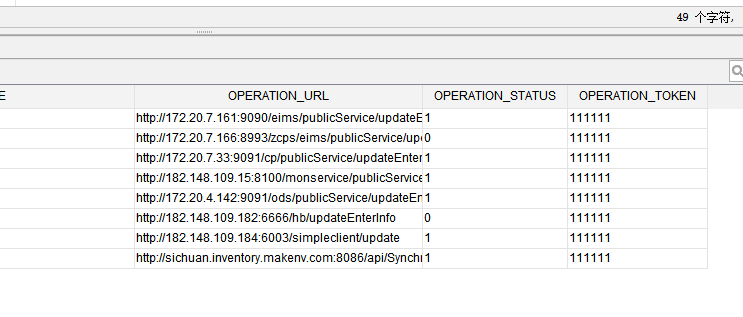 49 个字符,
E OPERATION_URL OPERATION_STATUS OPERATION_TOKEN
http://172.20.7.161:9090/eims/publicService/updateE 1 111111
http://172.20.7.166:8993/zcps/eims/publicService/upd 0 111111
http://172.20.7.33:9091/cp/publicService/updateEnter 1 111111
http://182.148.109.15:8100/monservice/publicService 1 111111
http://172.20.4.142:9091/ods/publicService/updateEn 1 111111
http://182.148.109.182:6666/hb/updateEnterInfo 0 111111
http://182.148.109.184:6003/simpleclient/update 1 111111
http://sichuan.inventory.makenv.com:8086/api/Synchr 1 111111